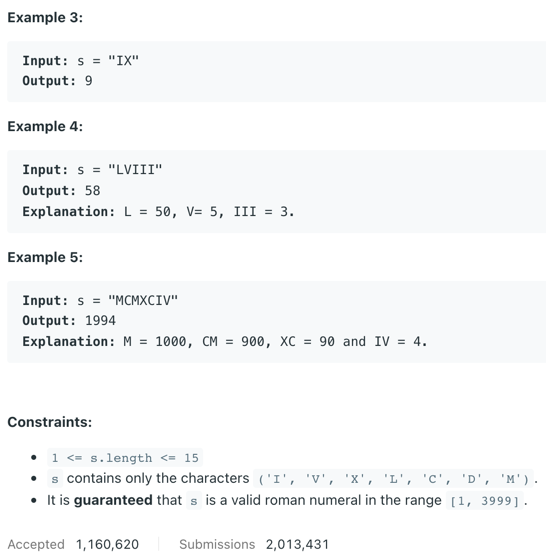 Example 3:
Input: s = "IX"
Output: 9
Example 4:
Input: s = "LVIII"
Output: 58
Explanation: L = 50, V= 5, III = 3.
Example 5:
Input: s = "MCMXCIV"
Output: 1994
Explanation: M = 1000, CM = 900, XC = 90 and IV = 4.
Constraints:
• 1 <= s.length <= 15
• s contains only the characters ('I', 'V', 'X', 'L', 'C', 'D', 'M').
• It is guaranteed that s is a valid roman numeral in the range [1, 3999].
Accepted 1,160,620 Submissions 2,013,431